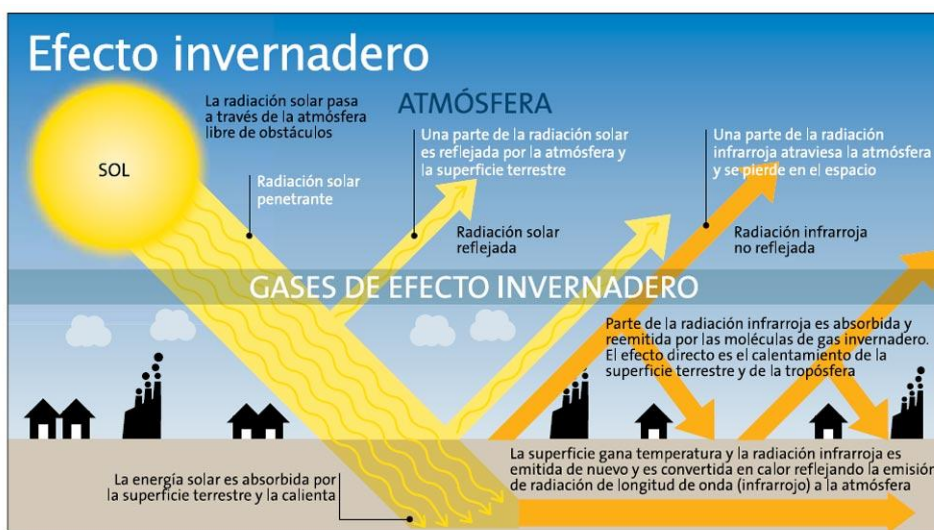 Efecto invernadero
SOL
La radiación solar pasa
a través de la atmósfera
libre de obstáculos
Radiación solar
penetrante
ATMÓSFERA
Una parte de la radiación solar
es reflejada por la atmósfera y
la superficie terrestre
Radiación solar
reflejada
Una parte de la radiación
infrarroja atraviesa la atmósfera
y se pierde en el espacio
Radiación infrarroja
no reflejada
GASES DE EFECTO INVERNADERO
Parte de la radiación infrarroja es absorbida y
reemitida por las moléculas de gas invernadero.
El efecto directo es el calentamiento de la
superficie terrestre y de la tropósfera
La energía solar es absorbida por
la superficie terrestre y la calienta
La superficie gana temperatura y la radiación infrarroja es
emitida de nuevo y es convertida en calor reflejando la emisión
de radiación de longitud de onda (infrarrojo) a la atmósfera